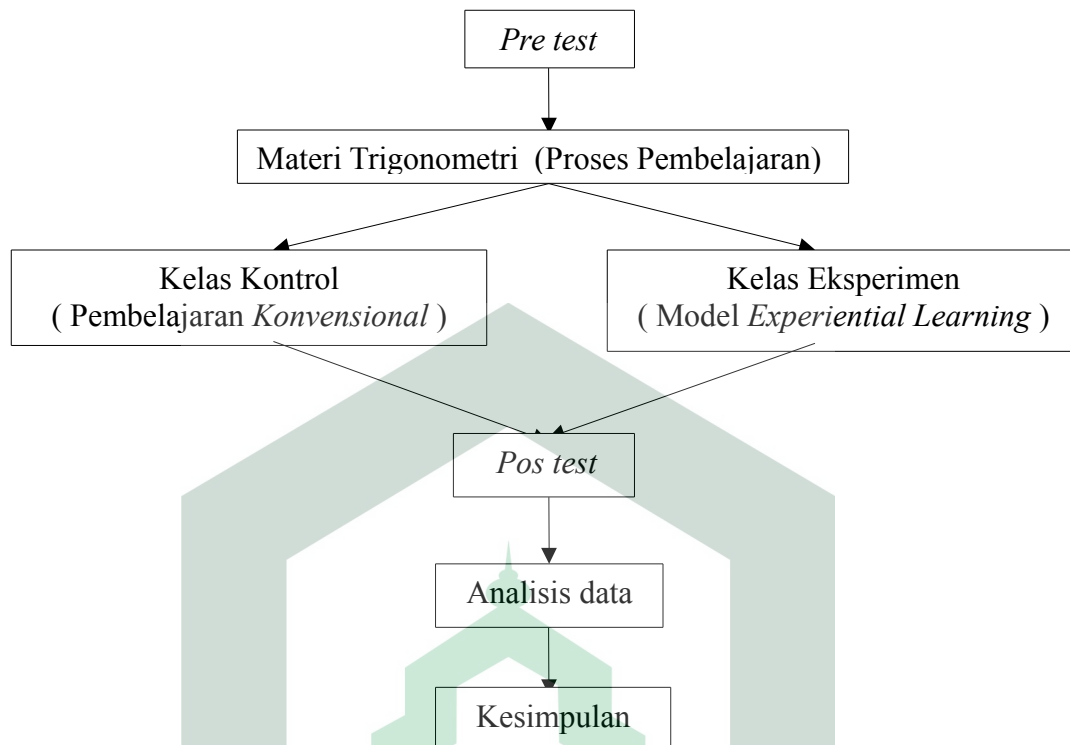 Pre test
Materi Trigonometri (Proses Pembelajaran)
Kelas Kontrol
( Pembelajaran Konvensional )
Kelas Eksperimen
( Model Experiential Learning )
Pos test
Analisis data
Kesimpulan